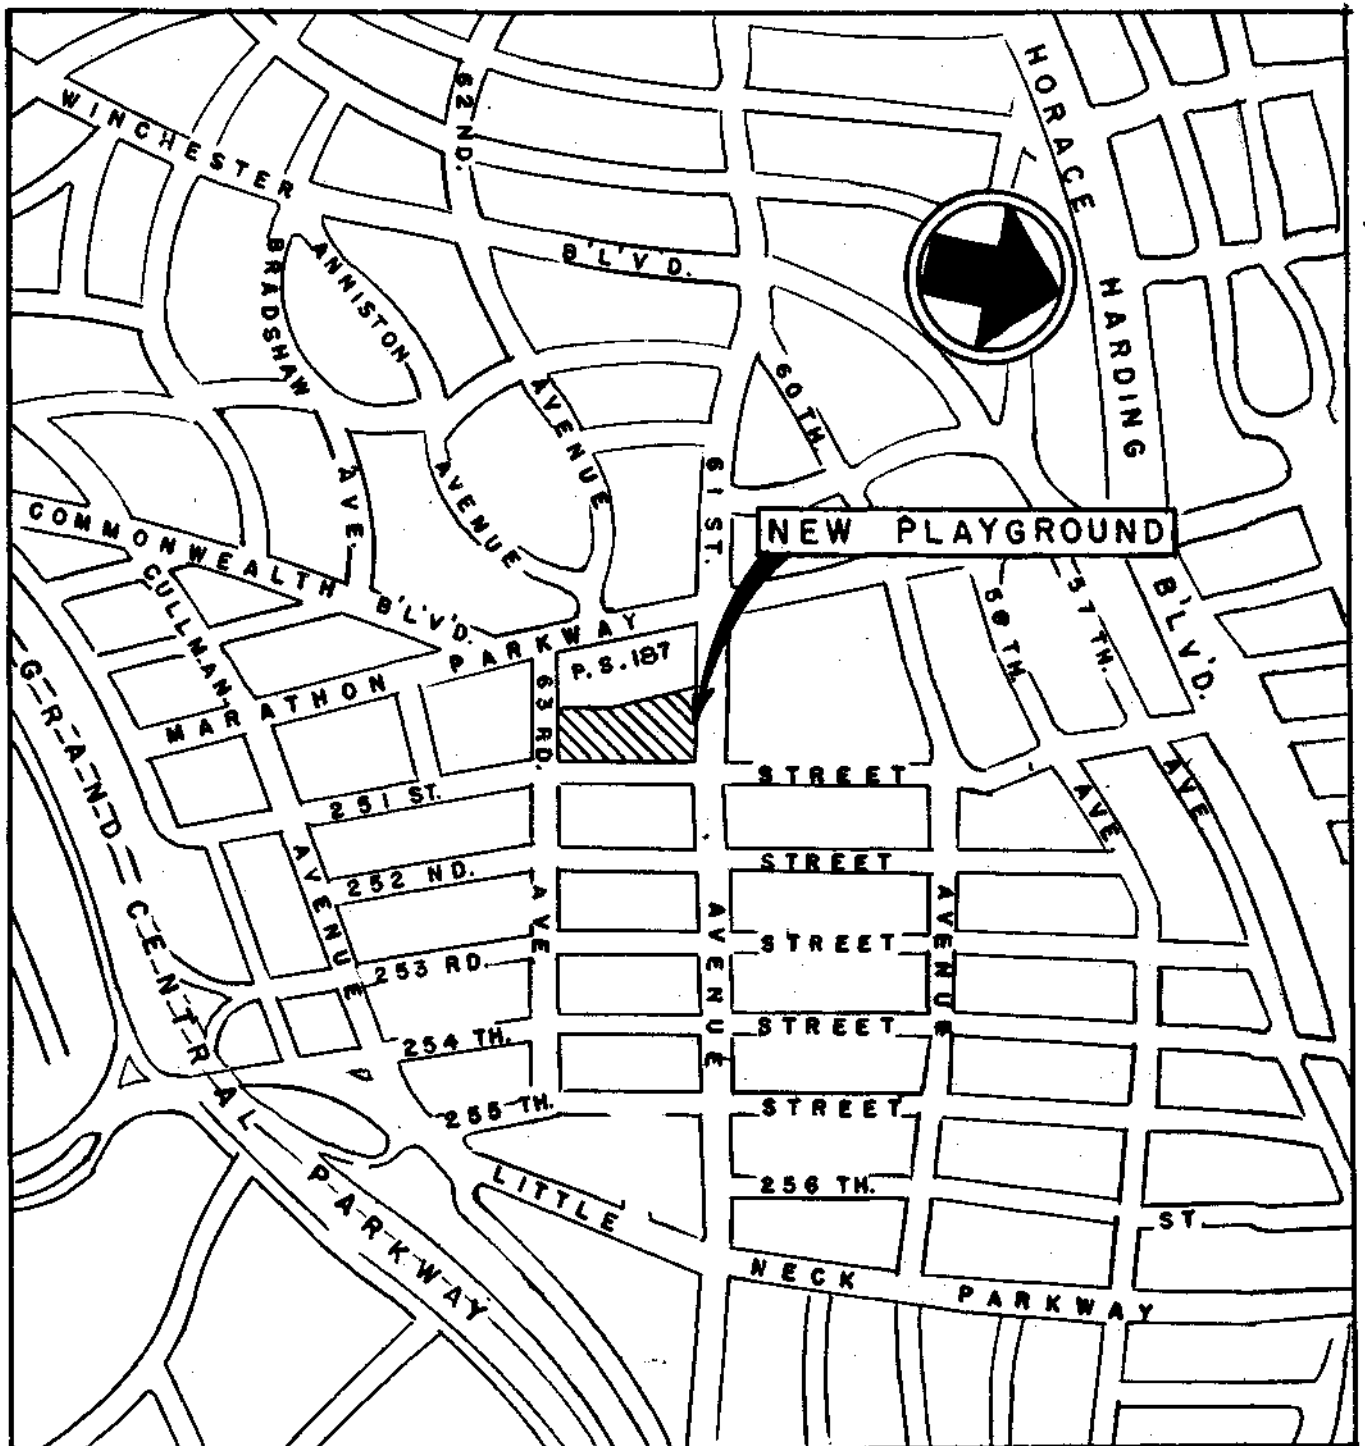 HORACE HARDING B'L'V'D.
62 ND.
WINCHESTER B'L'V'D.
BRADSHAW AVE.
ANNISTON AVENUE
AVENUE
60 TH.
61 ST. AVENUE
NEW PLAYGROUND
COMMONWEALTH B'L'V'D.
CULLMAN AVENUE
MARATHON PARKWAY
P.S. 187
63 RD. AVE
57 TH. AVE
AVE
TH.
GRAND CENTRAL PARKWAY
251 ST. STREET
252 ND. STREET
253 RD STREET
254 TH. STREET
255 TH. STREET
AVENUE
256 TH. ST
LITTLE NECK PARKWAY